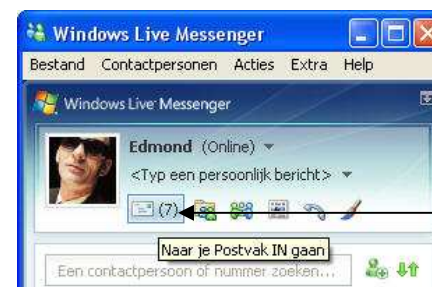 Windows Live Messenger
Bestand Contactpersonen Acties Extra Help
Windows Live Messenger
Edmond (Online)
<Typ een persoonlijk bericht>
(7)
Naar je Postvak IN gaan
Een contactpersoon of nummer zoeken...